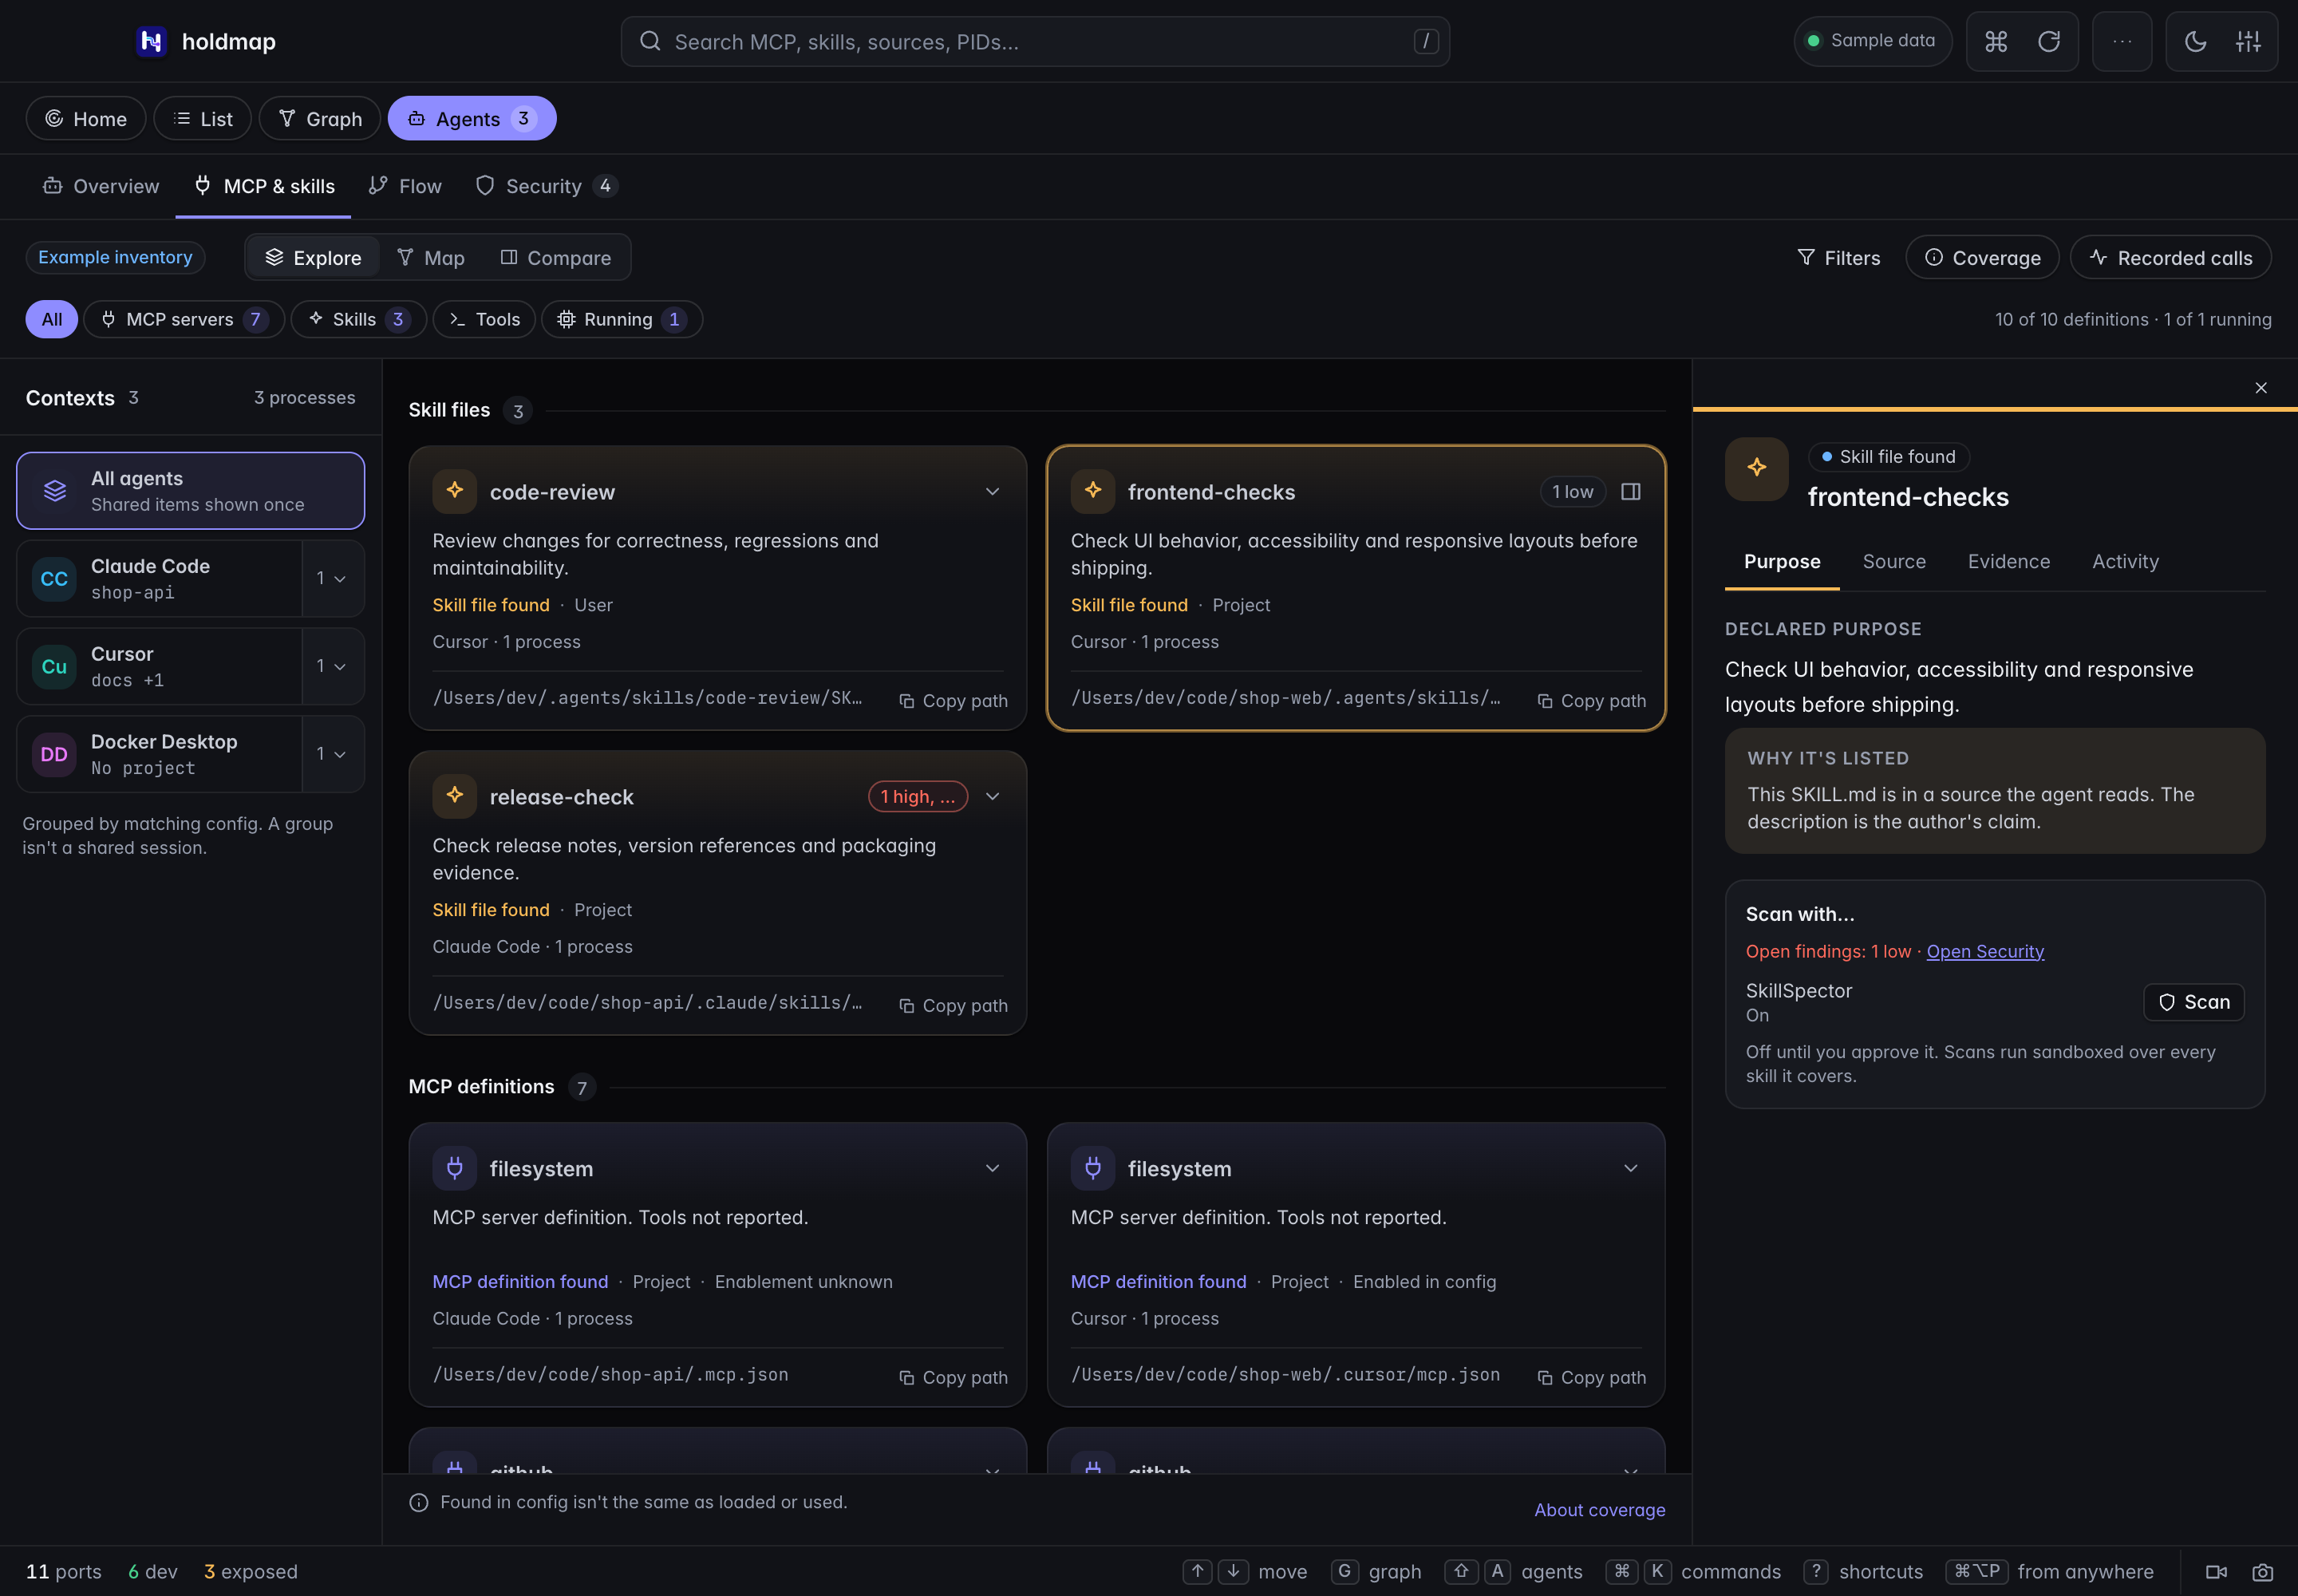 holdmap
Search MCP, skills, sources, PIDs...
/
Sample data
...
Home
List
Graph
Agents 3
Overview
MCP & skills
Flow
Security 4
Example inventory
Explore
Map
Compare
Filters
Coverage
Recorded calls
All
MCP servers 7
Skills 3
Tools
Running 1
10 of 10 definitions · 1 of 1 running
Contexts 3
3 processes
All agents
Shared items shown once
CC
Claude Code
shop-api
1
Cu
Cursor
docs +1
1
DD
Docker Desktop
No project
1
Grouped by matching config. A group
isn't a shared session.
Skill files 3
code-review
Review changes for correctness, regressions and
maintainability.
Skill file found · User
Cursor · 1 process
/Users/dev/.agents/skills/code-review/SK…
Copy path
frontend-checks
1 low
Check UI behavior, accessibility and responsive layouts before
shipping.
Skill file found · Project
Cursor · 1 process
/Users/dev/code/shop-web/.agents/skills/…
Copy path
release-check
1 high, ...
Check release notes, version references and packaging
evidence.
Skill file found · Project
Claude Code · 1 process
/Users/dev/code/shop-api/.claude/skills/…
Copy path
MCP definitions 7
filesystem
MCP server definition. Tools not reported.
MCP definition found · Project · Enablement unknown
Claude Code · 1 process
/Users/dev/code/shop-api/.mcp.json
Copy path
filesystem
MCP server definition. Tools not reported.
MCP definition found · Project · Enabled in config
Cursor · 1 process
/Users/dev/code/shop-web/.cursor/mcp.json
Copy path
github
github
Found in config isn't the same as loaded or used.
About coverage
Skill file found
frontend-checks
Purpose
Source
Evidence
Activity
DECLARED PURPOSE
Check UI behavior, accessibility and responsive
layouts before shipping.
WHY IT'S LISTED
This SKILL.md is in a source the agent reads. The
description is the author's claim.
Scan with...
Open findings: 1 low · Open Security
SkillSpector
On
Scan
Off until you approve it. Scans run sandboxed over every
skill it covers.
11 ports
6 dev
3 exposed
↑ ↓ move
G graph
⇧ A agents
⌘ K commands
? shortcuts
⌘⌥P from anywhere